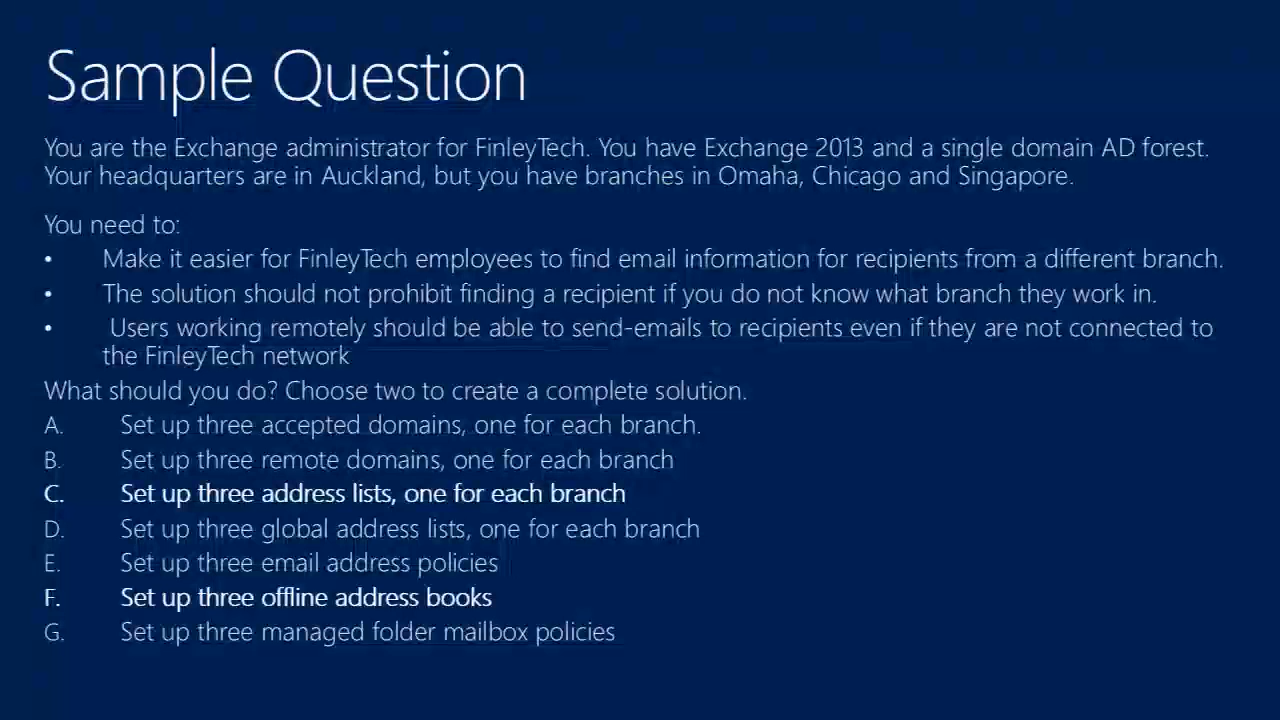 Sample Question
You are the Exchange administrator for FinleyTech. You have Exchange 2013 and a single domain AD forest.
Your headquarters are in Auckland, but you have branches in Omaha, Chicago and Singapore.
You need to:
• Make it easier for FinleyTech employees to find email information for recipients from a different branch.
• The solution should not prohibit finding a recipient if you do not know what branch they work in.
• Users working remotely should be able to send-emails to recipients even if they are not connected to
the FinleyTech network
What should you do? Choose two to create a complete solution.
A. Set up three accepted domains, one for each branch.
B. Set up three remote domains, one for each branch
C. Set up three address lists, one for each branch
D. Set up three global address lists, one for each branch
E. Set up three email address policies
F. Set up three offline address books
G. Set up three managed folder mailbox policies